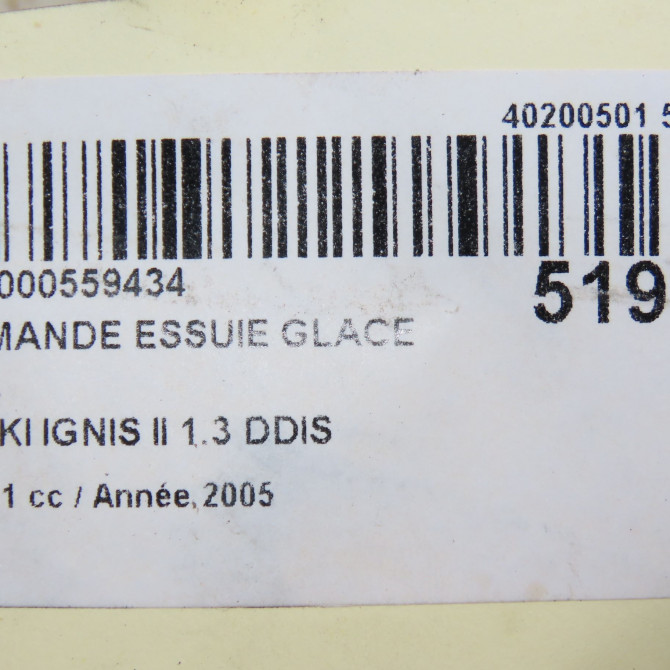 40200501 5
000559434
519
MANDE ESSUIE GLACE
KI IGNIS II 1.3 DDIS
1 cc / Année 2005